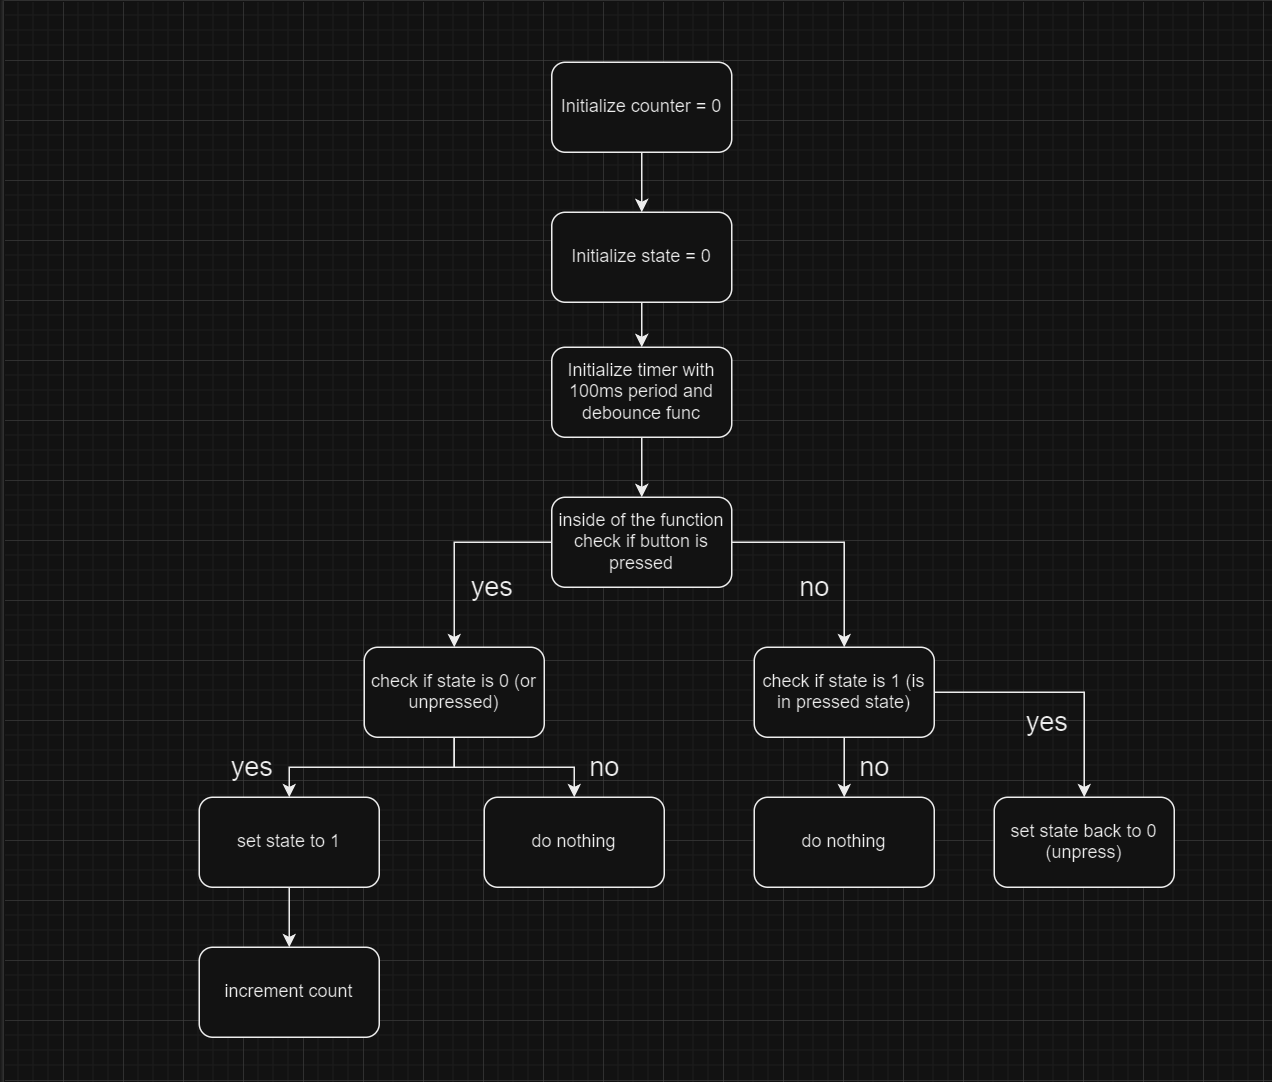 Initialize counter = 0
Initialize state = 0
Initialize timer with
100ms period and
debounce func
inside of the function
check if button is
pressed
yes
no
check if state is 0 (or
unpressed)
check if state is 1 (is
in pressed state)
yes
yes
no
no
set state to 1
do nothing
do nothing
set state back to 0
(unpress)
increment count